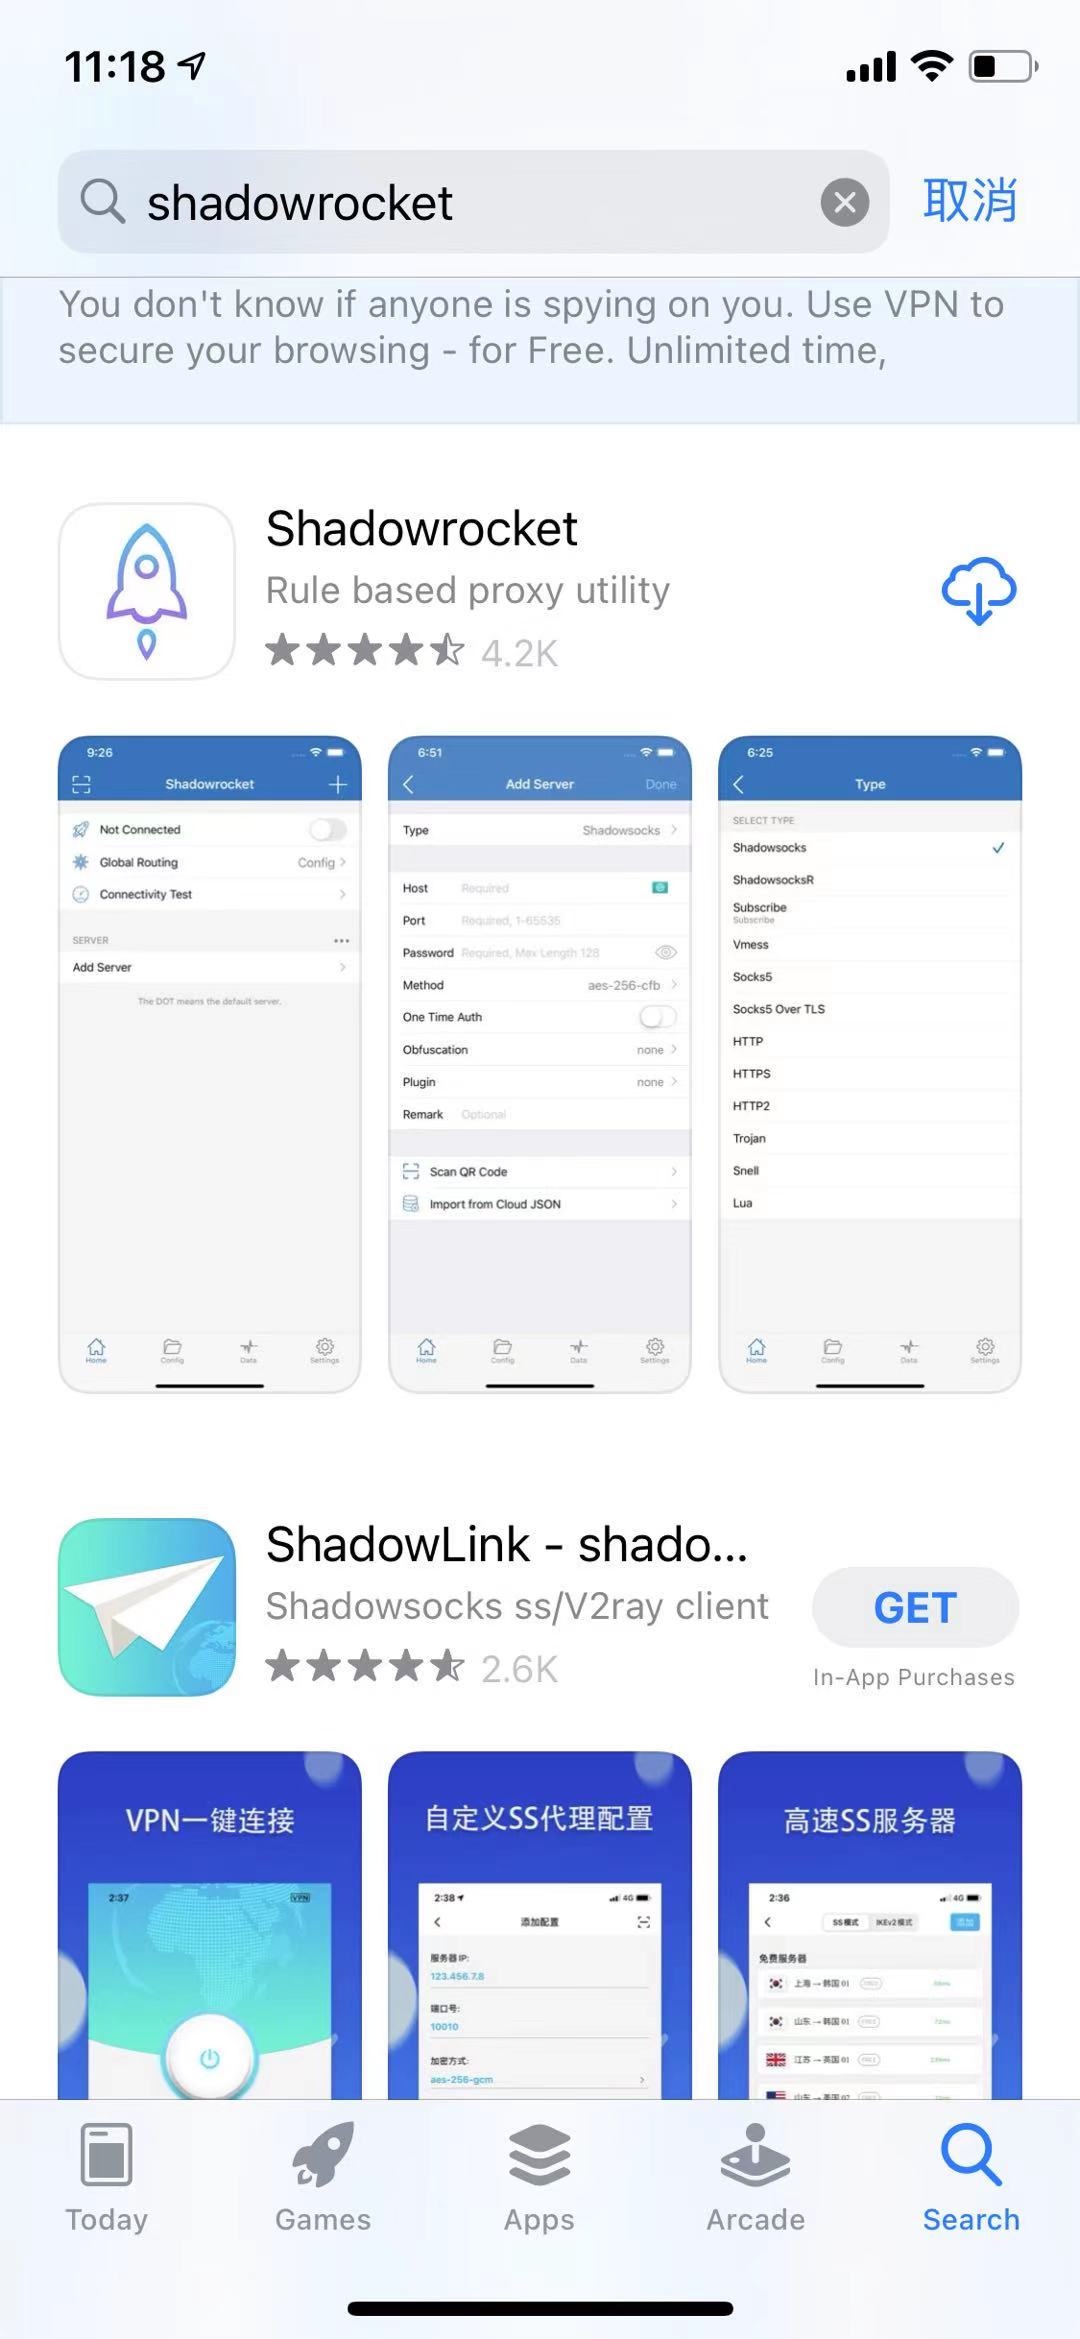 11:18
shadowrocket
取消
You don't know if anyone is spying on you. Use VPN to
secure your browsing - for Free. Unlimited time,
Shadowrocket
Rule based proxy utility
4.2K
9:26
Shadowrocket
Not Connected
Global Routing Config
Connectivity Test
SERVER
Add Server
The DOT means the default server.
Home Config Data Settings
6:51
Add Server Done
Type Shadowsocks
Host Required
Port Required, 1-65535
Password Required, Max Length 128
Method aes-256-cfb
One Time Auth
Obfuscation none
Plugin none
Remark Optional
Scan QR Code
Import from Cloud JSON
Home Config Data Settings
6:25
Type
SELECT TYPE
Shadowsocks
ShadowsocksR
Subscribe
Subscribe
Vmess
Socks5
Socks5 Over TLS
HTTP
HTTPS
HTTP2
Trojan
Snell
Lua
Home Config Data Settings
ShadowLink - shado...
Shadowsocks ss/V2ray client
2.6K
GET
In-App Purchases
VPN一键连接
2:37 VPN
自定义SS代理配置
2:38 4G
添加配置
服务器IP:
123.456.7.8
端口号:
10010
加密方式:
aes-256-gcm
高速SS服务器
2:36 4G
SS模式 IKEv2模式
免费服务器
上海→韩国 01 FREE
山东→韩国 01 FREE
江苏→英国 01 FREE
Today Games Apps Arcade Search